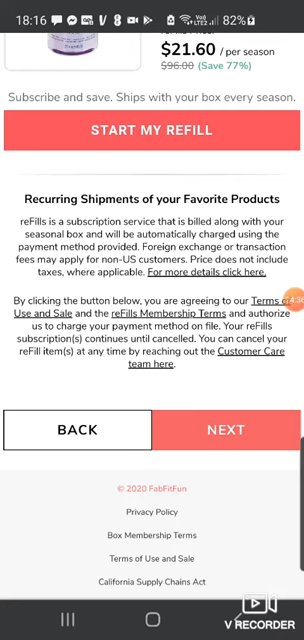 18:16
82%
$21.60 / per season
$96.00 (Save 77%)
Subscribe and save. Ships with your box every season.
START MY REFILL
Recurring Shipments of your Favorite Products
reFills is a subscription service that is billed along with your
seasonal box and will be automatically charged using the
payment method provided. Foreign exchange or transaction
fees may apply for non-US customers. Price does not include
taxes, where applicable. For more details click here.
By clicking the button below, you are agreeing to our Terms of
Use and Sale and the reFills Membership Terms and authorize
us to charge your payment method on file. Your reFills
subscription(s) continues until cancelled. You can cancel your
reFill item(s) at any time by reaching out the Customer Care
team here.
BACK
NEXT
© 2020 FabFitFun
Privacy Policy
Box Membership Terms
Terms of Use and Sale
California Supply Chains Act
V RECORDER